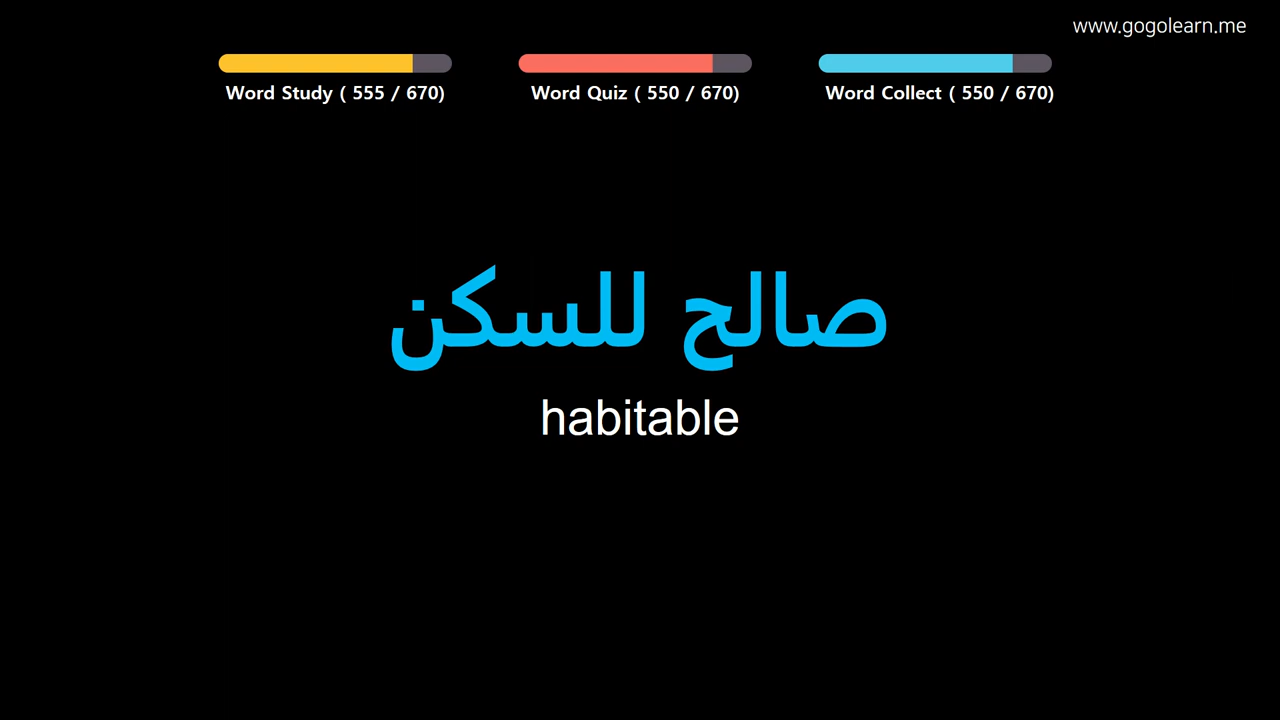 www.gogolearn.me
Word Study ( 555 / 670)
Word Quiz ( 550 / 670)
Word Collect ( 550 / 670)
صالح للسكن
habitable